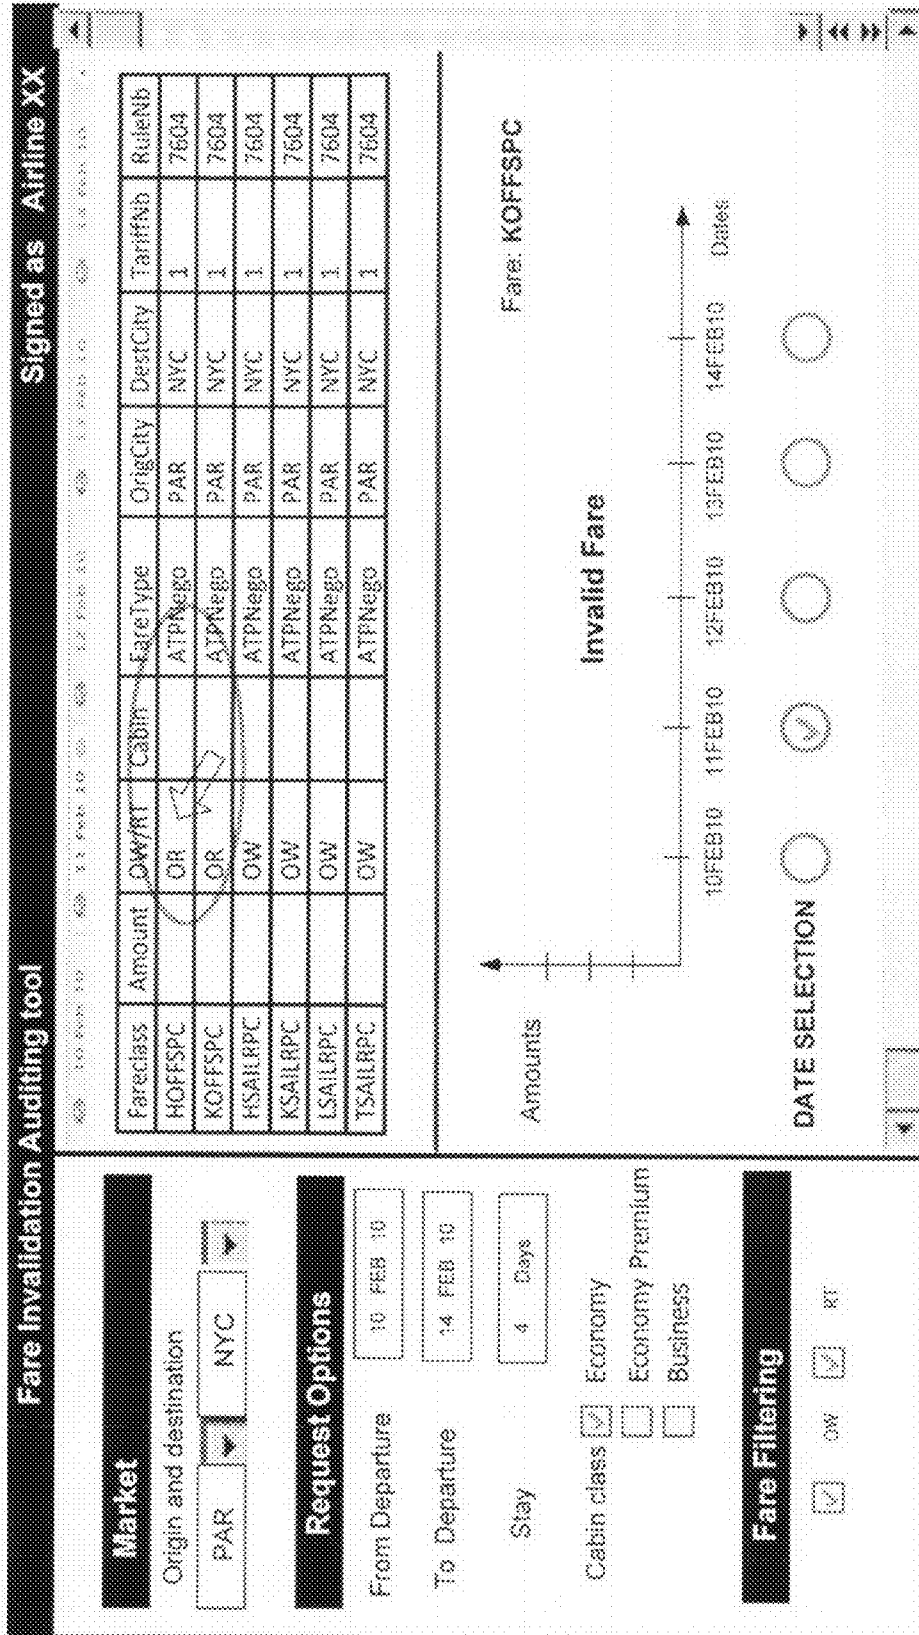 Fare Invalidation Auditing tool Signed as Airline XX
Market
Origin and destination
PAR NYC
Request Options
From Departure 10 FEB 10
To Departure 14 FEB 10
Stay 4 Days
Cabin class Economy
Economy Premium
Business
Fare Filtering
OW RT
Fareclass Amount OW/RT Cabin FareType OrigCity DestCity TariffNb RuleNb
HOFFSPC OR ATPNego PAR NYC 1 7604
KOFFSPC OR ATPNego PAR NYC 1 7604
HSAILRPC OW ATPNego PAR NYC 1 7604
KSAILRPC OW ATPNego PAR NYC 1 7604
LSAILRPC OW ATPNego PAR NYC 1 7604
TSAILRPC OW ATPNego PAR NYC 1 7604
Fare: KOFFSPC
Amounts
Invalid Fare
10FEB10 11FEB10 12FEB10 13FEB10 14FEB10 Dates
DATE SELECTION